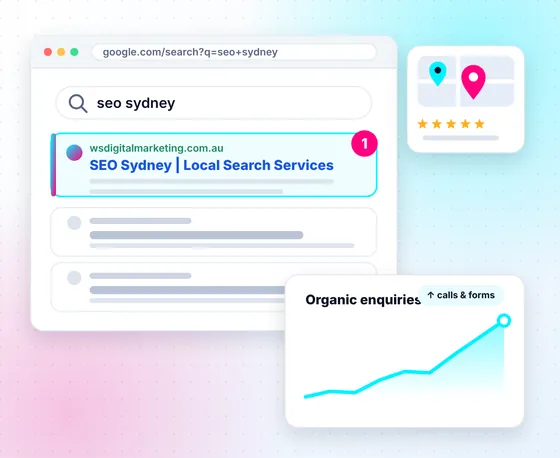 google.com/search?q=seo+sydney
seo sydney
wsdigitalmarketing.com.au
SEO Sydney | Local Search Services
1
Organic enquiries
↑ calls & forms